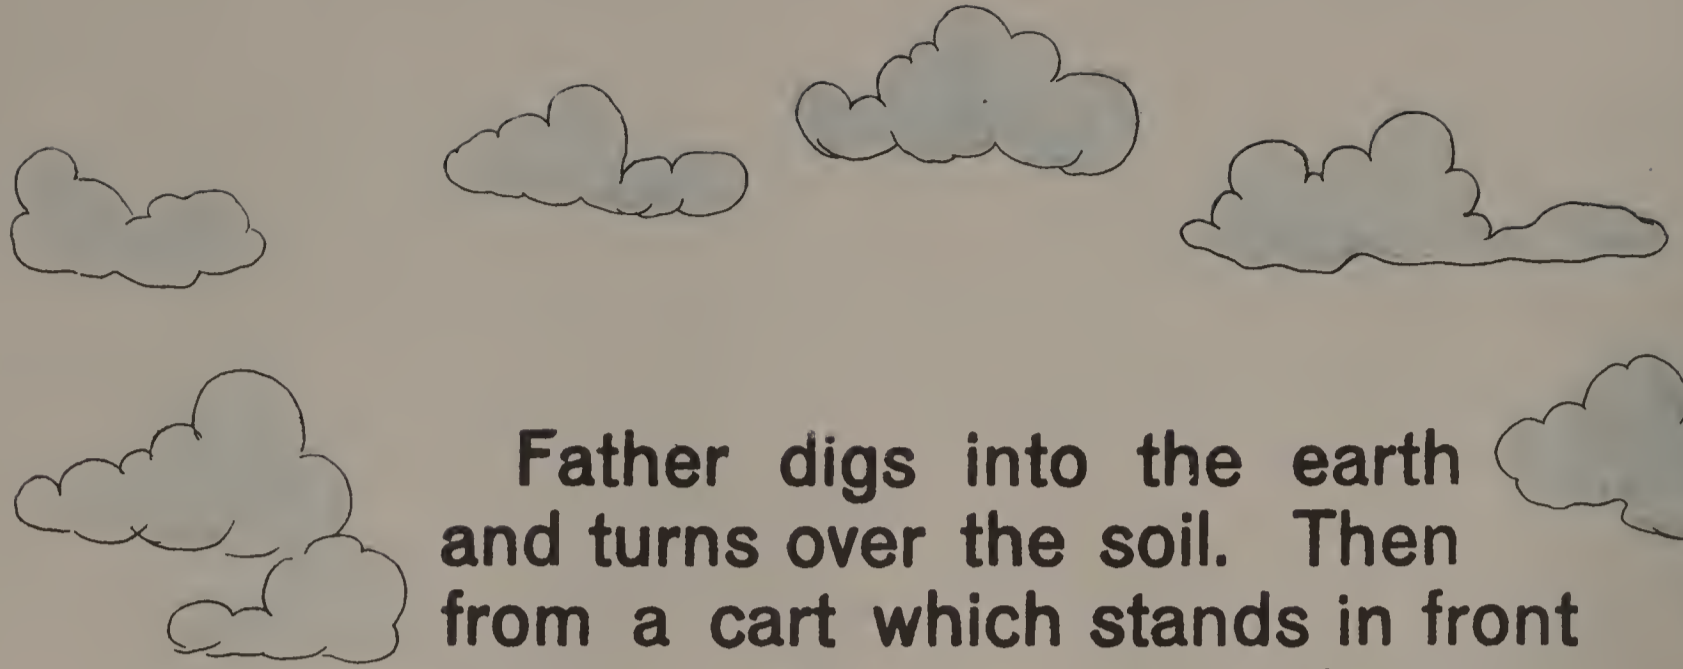 Father digs into the earth
and turns over the soil. Then
from a cart which stands in front